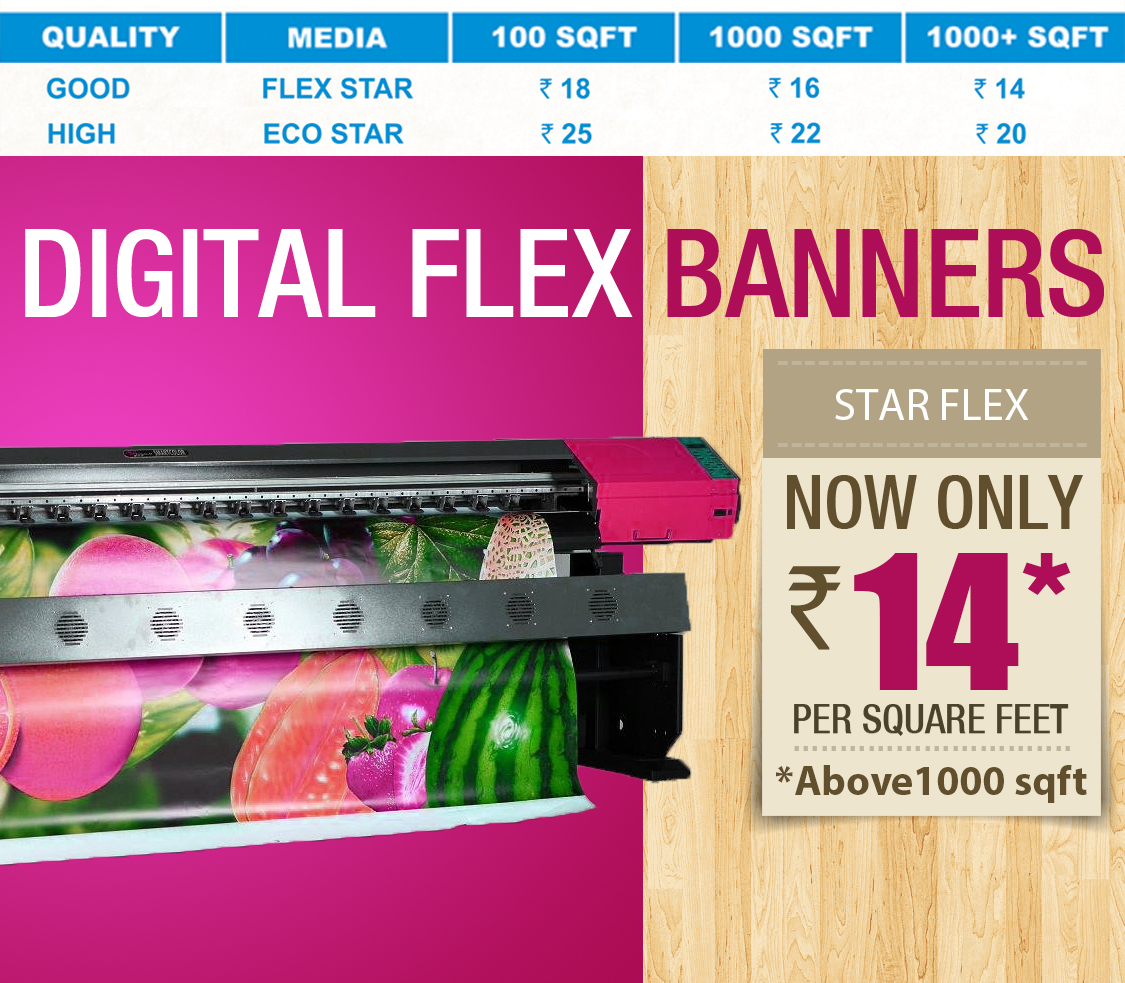 QUALITY MEDIA 100 SQFT 1000 SQFT 1000+ SQFT
GOOD FLEX STAR ₹ 18 ₹ 16 ₹ 14
HIGH ECO STAR ₹ 25 ₹ 22 ₹ 20
DIGITAL FLEX BANNERS
STAR FLEX
NOW ONLY
₹ 14*
PER SQUARE FEET
*Above1000 sqft